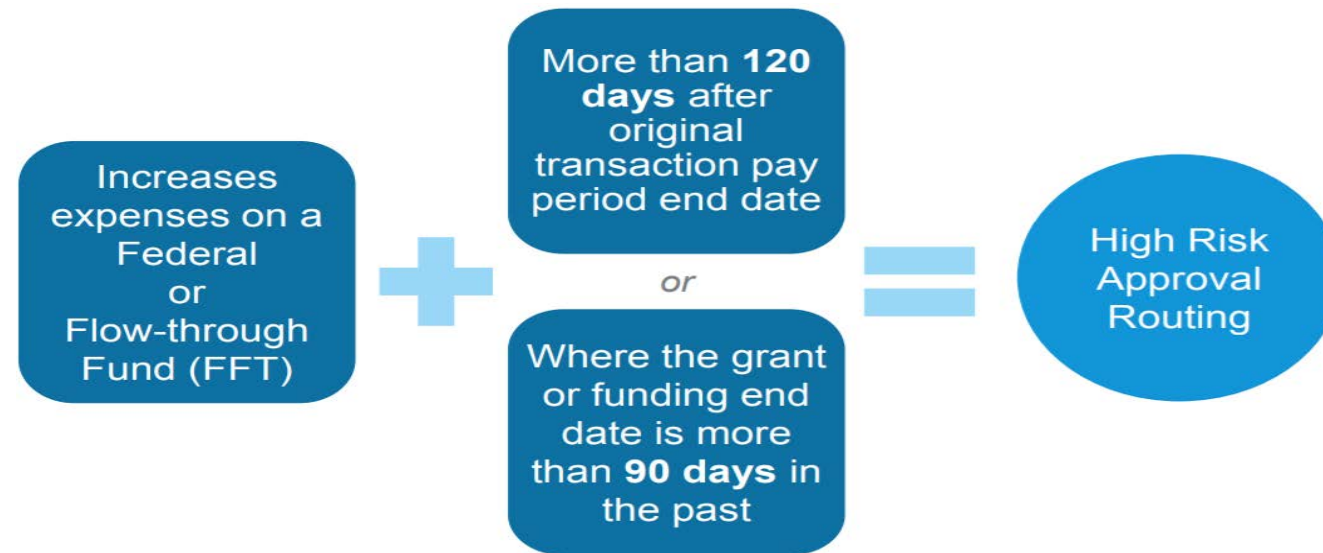 Increases
expenses on a
Federal
or
Flow-through
Fund (FFT)
More than 120
days after
original
transaction pay
period end date
or
Where the grant
or funding end
date is more
than 90 days in
the past
High Risk
Approval
Routing